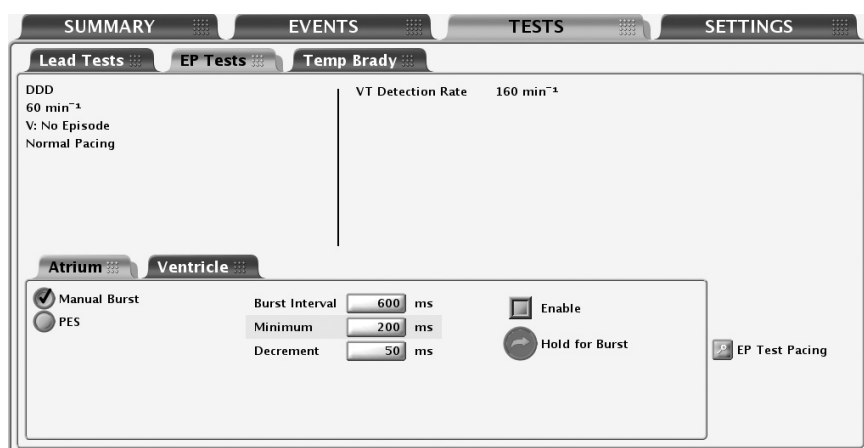 SUMMARY EVENTS TESTS SETTINGS
Lead Tests EP Tests Temp Brady
DDD
60 min⁻¹
V: No Episode
Normal Pacing
VT Detection Rate 160 min⁻¹
Atrium Ventricle
Manual Burst
PES
Burst Interval 600 ms
Minimum 200 ms
Decrement 50 ms
Enable
Hold for Burst
EP Test Pacing